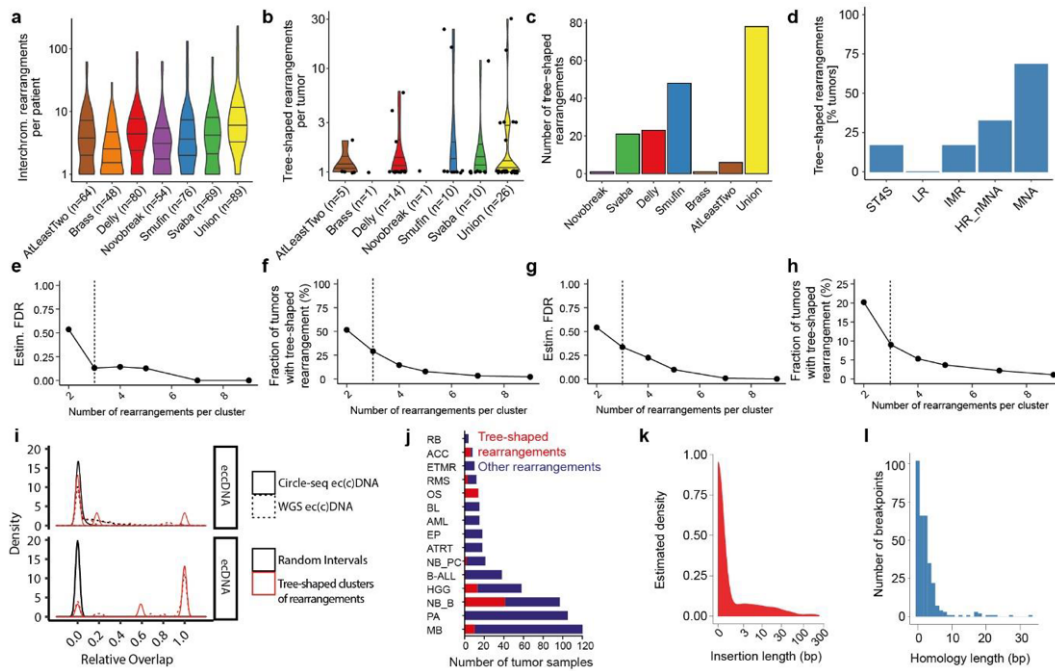 a
Interochrom. rearrangments
per patient
100
10
1
AtLeastTwo (n=64)
Brass (n=48)
Delly (n=80)
Novobreak (n=54)
Smufin (n=76)
Svaba (n=69)
Union (n=89)
b
Tree-shaped rearrangements
per tumor
30
10
3
1
AtLeastTwo (n=5)
Brass (n=1)
Delly (n=14)
Novobreak (n=1)
Smufin (n=10)
Svaba (n=10)
Union (n=26)
c
Number of tree-shaped
rearrangements
80
60
40
20
0
Novobreak
Svaba
Delly
Smufin
Brass
AtLeastTwo
Union
d
Tree-shaped rearrangements
[% tumors]
100
75
50
25
0
ST4S
LR
IMR
HR_nMNA
MNA
e
Estim. FDR
1.00
0.75
0.50
0.25
0.00
2
4
6
8
Number of rearrangements per cluster
f
Fraction of tumors
with tree-shaped
rearrangement (%)
100
75
50
25
0
2
4
6
8
Number of rearrangements per cluster
g
Estim. FDR
1.00
0.75
0.50
0.25
0.00
2
4
6
8
Number of rearrangements per cluster
h
Fraction of tumors
with tree-shaped
rearrangement (%)
25
20
15
10
5
0
2
4
6
8
Number of rearrangements per cluster
i
Density
20
15
10
5
0
eccDNA
20
15
10
5
0
ecDNA
0.0
0.2
0.4
0.6
0.8
1.0
Relative Overlap
Circle-seq ec(c)DNA
WGS ec(c)DNA
Random Intervals
Tree-shaped clusters
of rearrangements
j
Tree-shaped
rearrangements
Other rearrangements
RB
ACC
ETMR
RMS
OS
BL
AML
EP
ATRT
NB_PC
B-ALL
HGG
NB_B
PA
MB
0
20
40
60
80
100
120
Number of tumor samples
k
Estimated density
1.00
0.75
0.50
0.25
0.00
0
3
10
30
100
300
Insertion length (bp)
l
Number of breakpoints
100
75
50
25
0
0
10
20
30
Homology length (bp)